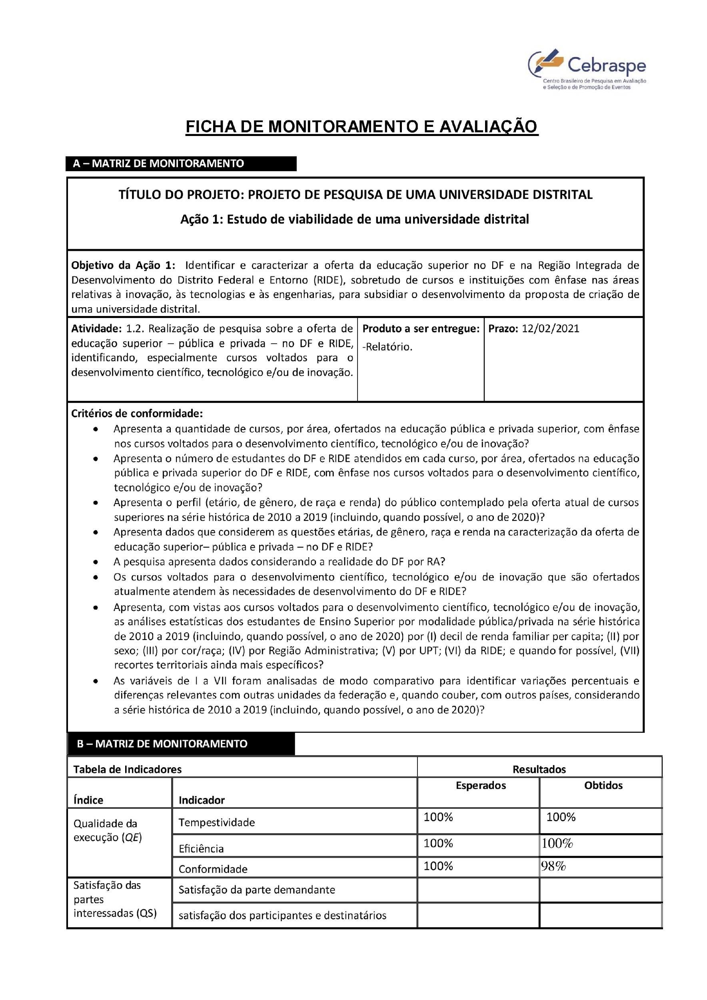 Cebraspe
Centro Brasileiro de Pesquisa em Avaliação
e Seleção e de Promoção de Eventos
FICHA DE MONITORAMENTO E AVALIAÇÃO
A – MATRIZ DE MONITORAMENTO
TÍTULO DO PROJETO: PROJETO DE PESQUISA DE UMA UNIVERSIDADE DISTRITAL
Ação 1: Estudo de viabilidade de uma universidade distrital
Objetivo da Ação 1: Identificar e caracterizar a oferta da educação superior no DF e na Região Integrada de
Desenvolvimento do Distrito Federal e Entorno (RIDE), sobretudo de cursos e instituições com ênfase nas áreas
relativas à inovação, às tecnologias e às engenharias, para subsidiar o desenvolvimento da proposta de criação de
uma universidade distrital.
Atividade: 1.2. Realização de pesquisa sobre a oferta de
educação superior – pública e privada – no DF e RIDE,
identificando, especialmente cursos voltados para o
desenvolvimento científico, tecnológico e/ou de inovação.
Produto a ser entregue:
-Relatório.
Prazo: 12/02/2021
Critérios de conformidade:
• Apresenta a quantidade de cursos, por área, ofertados na educação pública e privada superior, com ênfase
nos cursos voltados para o desenvolvimento científico, tecnológico e/ou de inovação?
• Apresenta o número de estudantes do DF e RIDE atendidos em cada curso, por área, ofertados na educação
pública e privada superior do DF e RIDE, com ênfase nos cursos voltados para o desenvolvimento científico,
tecnológico e/ou de inovação?
• Apresenta o perfil (etário, de gênero, de raça e renda) do público contemplado pela oferta atual de cursos
superiores na série histórica de 2010 a 2019 (incluindo, quando possível, o ano de 2020)?
• Apresenta dados que considerem as questões etárias, de gênero, raça e renda na caracterização da oferta de
educação superior– pública e privada – no DF e RIDE?
• A pesquisa apresenta dados considerando a realidade do DF por RA?
• Os cursos voltados para o desenvolvimento científico, tecnológico e/ou de inovação que são ofertados
atualmente atendem às necessidades de desenvolvimento do DF e RIDE?
• Apresenta, com vistas aos cursos voltados para o desenvolvimento científico, tecnológico e/ou de inovação,
as análises estatísticas dos estudantes de Ensino Superior por modalidade pública/privada na série histórica
de 2010 a 2019 (incluindo, quando possível, o ano de 2020) por (I) decil de renda familiar per capita; (II) por
sexo; (III) por cor/raça; (IV) por Região Administrativa; (V) por UPT; (VI) da RIDE; e quando for possível, (VII)
recortes territoriais ainda mais específicos?
• As variáveis de I a VII foram analisadas de modo comparativo para identificar variações percentuais e
diferenças relevantes com outras unidades da federação e, quando couber, com outros países, considerando
a série histórica de 2010 a 2019 (incluindo, quando possível, o ano de 2020)?
B – MATRIZ DE MONITORAMENTO
Tabela de Indicadores
Resultados
Índice
Indicador
Esperados
Obtidos
Qualidade da
execução (QE)
Tempestividade
100%
100%
Eficiência
100%
100%
Conformidade
100%
98%
Satisfação das
partes
interessadas (QS)
Satisfação da parte demandante
satisfação dos participantes e destinatários